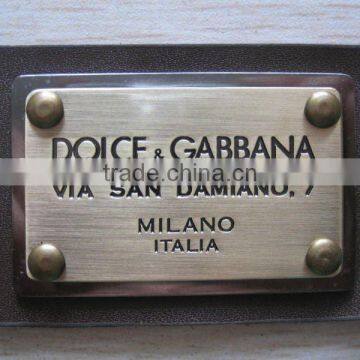 DOLCE & GABBANA
trade.china.cn
VIA SAN DAMIANO, 7
MILANO
ITALIA